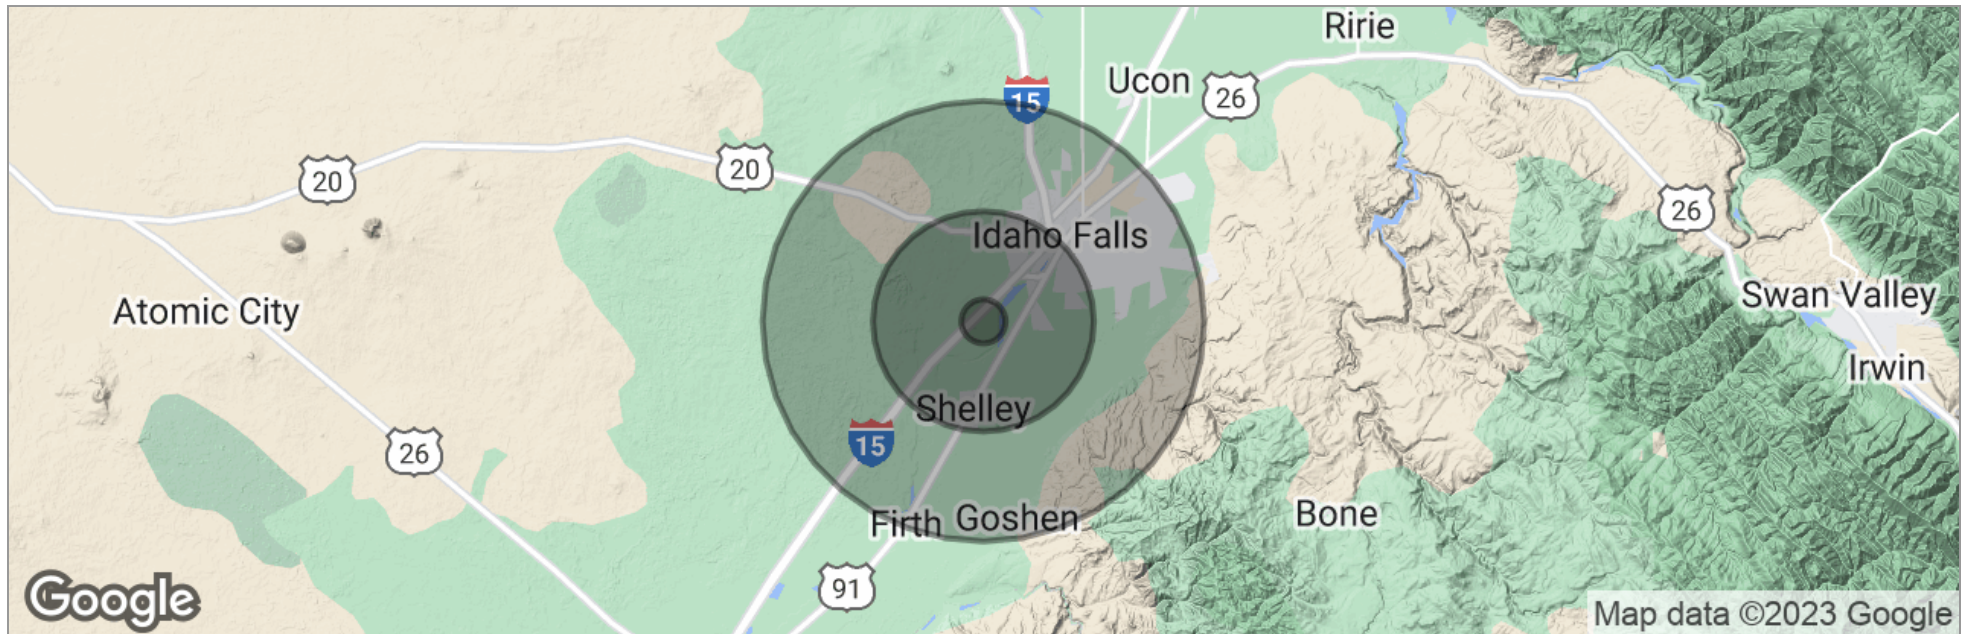 Ririe
Ucon
15
26
20
20
26
Idaho Falls
Atomic City
Swan Valley
Irwin
Shelley
15
26
Firth
Goshen
Bone
91
Google
Map data ©2023 Google